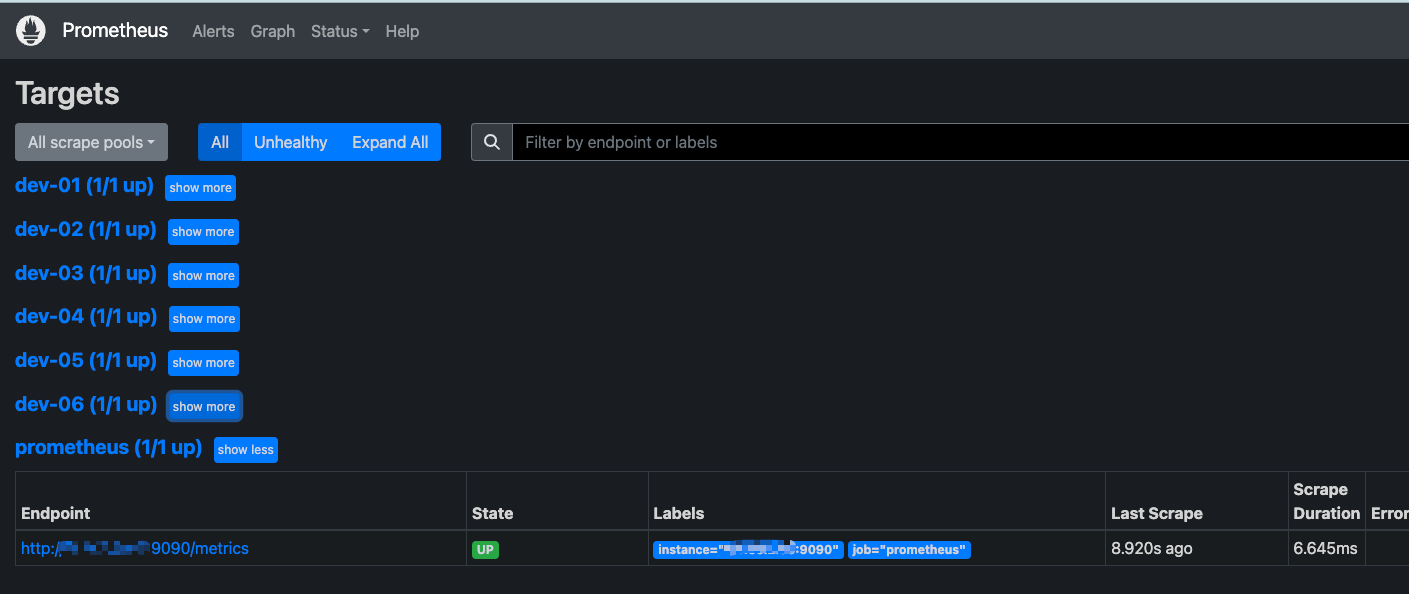 Prometheus Alerts Graph Status Help
Targets
All scrape pools All Unhealthy Expand All Filter by endpoint or labels
dev-01 (1/1 up) show more
dev-02 (1/1 up) show more
dev-03 (1/1 up) show more
dev-04 (1/1 up) show more
dev-05 (1/1 up) show more
dev-06 (1/1 up) show more
prometheus (1/1 up) show less
Endpoint State Labels Last Scrape Scrape Duration Error
http:/ 9090/metrics UP instance=" :9090" job="prometheus" 8.920s ago 6.645ms